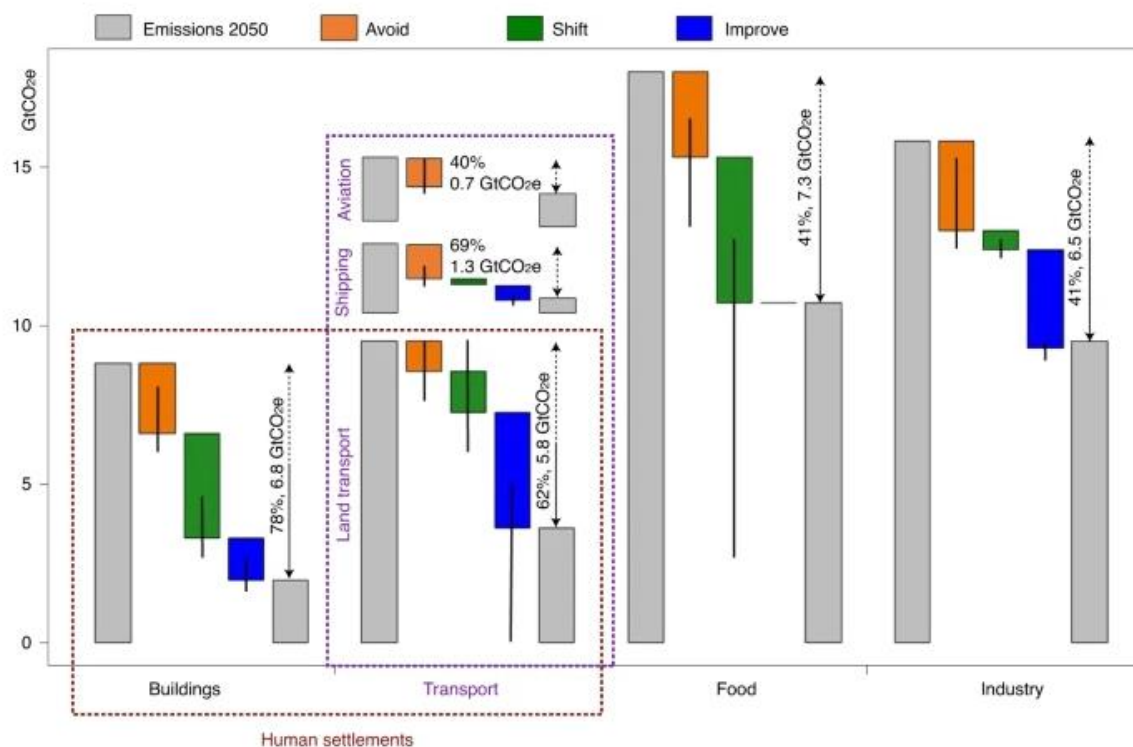 Emissions 2050
Avoid
Shift
Improve
GtCO2e
15
10
5
0
78%, 6.8 GtCO2e
Aviation
40%
0.7 GtCO2e
Shipping
69%
1.3 GtCO2e
Land transport
62%, 5.8 GtCO2e
41%, 7.3 GtCO2e
41%, 6.5 GtCO2e
Buildings
Transport
Food
Industry
Human settlements